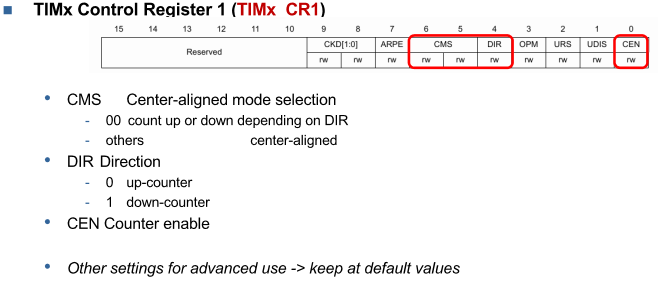 TIMx Control Register 1 (TIMx_CR1)
15 14 13 12 11 10 9 8 7 6 5 4 3 2 1 0
Reserved CKD[1:0] ARPE CMS DIR OPM URS UDIS CEN
rw rw rw rw rw rw rw rw rw rw
• CMS Center-aligned mode selection
- 00 count up or down depending on DIR
- others center-aligned
• DIR Direction
- 0 up-counter
- 1 down-counter
• CEN Counter enable
• Other settings for advanced use -> keep at default values